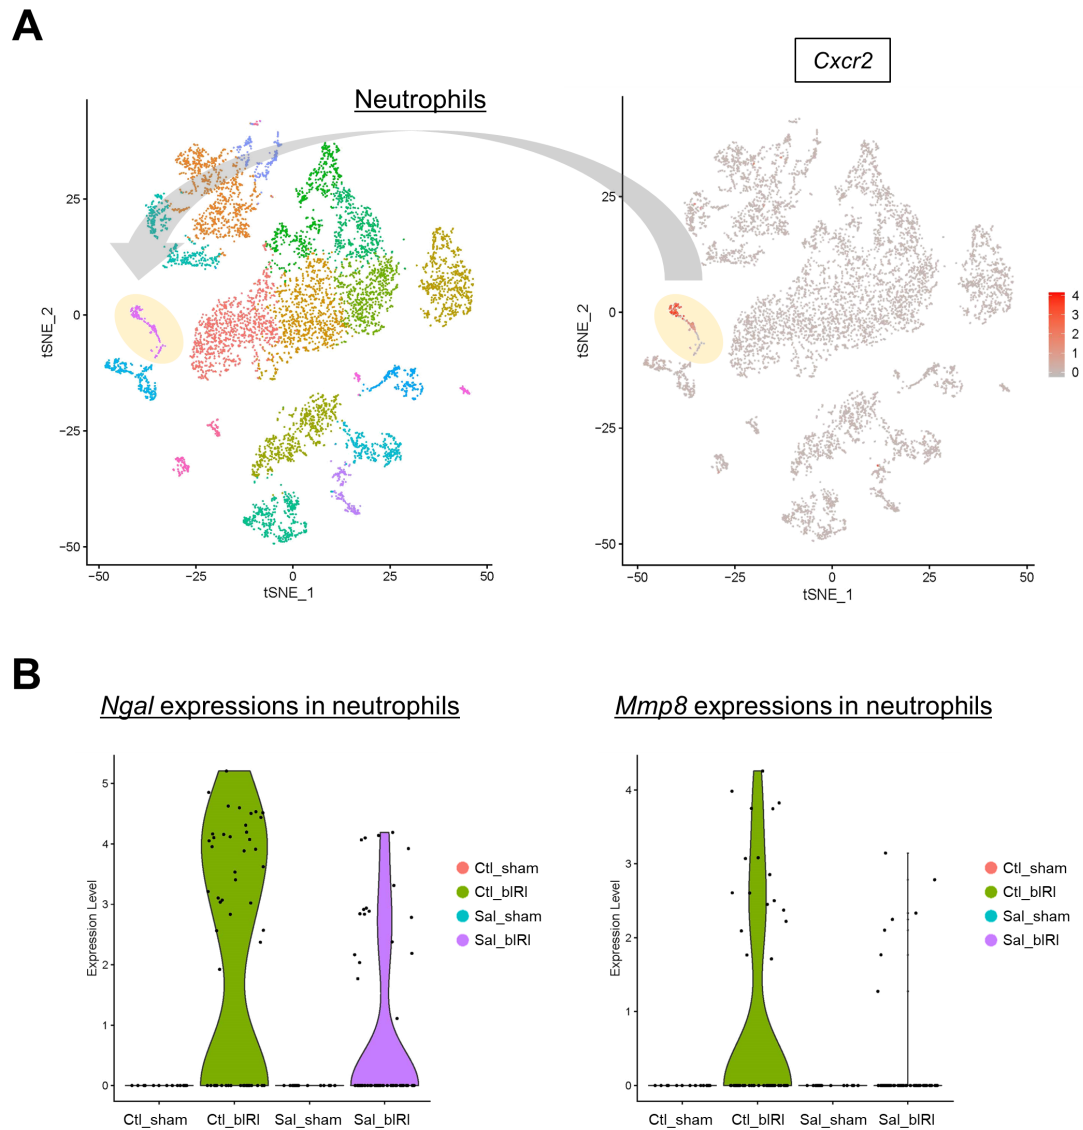 A
Cxcr2
Neutrophils
25
0
−25
−50
tSNE_2
−50
−25
0
25
50
tSNE_1
25
0
−25
−50
tSNE_2
−50
−25
0
25
50
tSNE_1
4
3
2
1
0
B
Ngal expressions in neutrophils
Mmp8 expressions in neutrophils
5
4
3
2
1
0
Expression Level
Ctl_sham
Ctl_bIRI
Sal_sham
Sal_bIRI
Ctl_sham
Ctl_bIRI
Sal_sham
Sal_bIRI
4
3
2
1
0
Expression Level
Ctl_sham
Ctl_bIRI
Sal_sham
Sal_bIRI
Ctl_sham
Ctl_bIRI
Sal_sham
Sal_bIRI